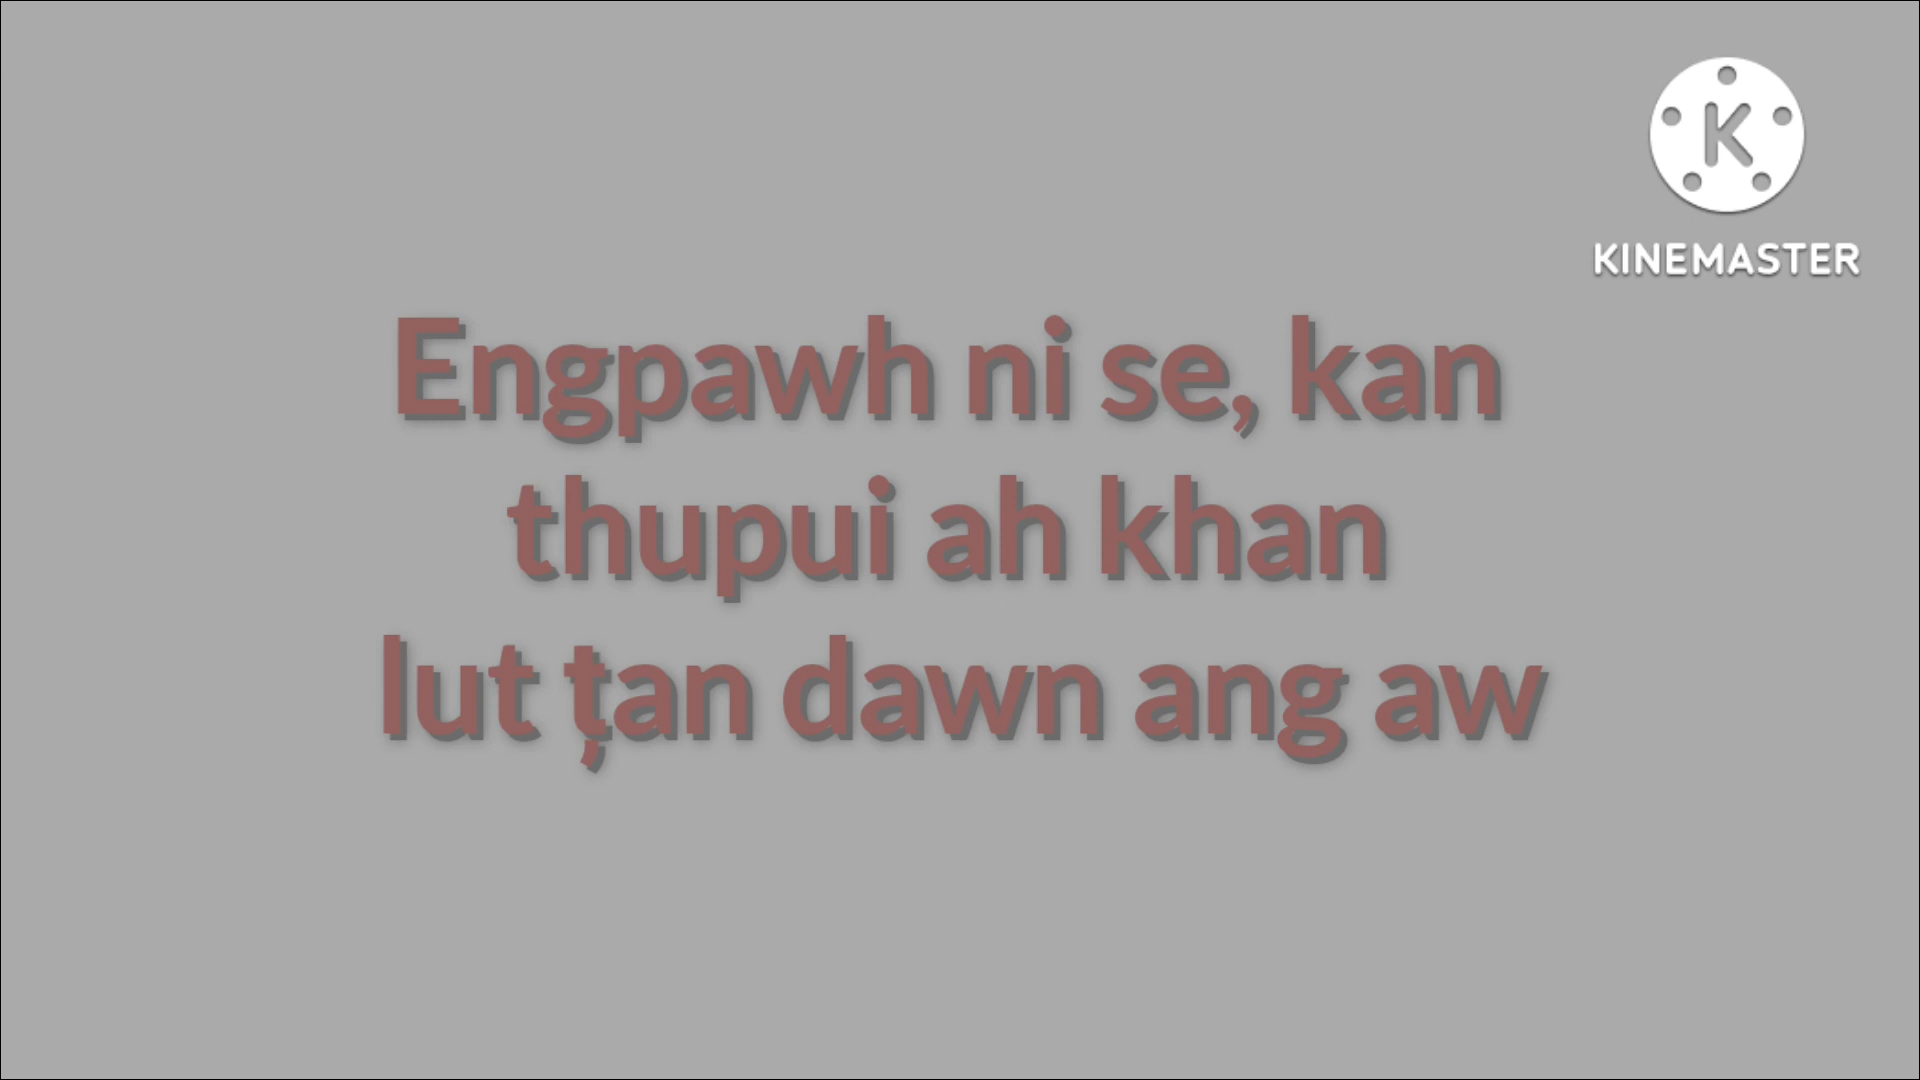 KINEMASTER
Engpawh ni se, kan
thupui ah khan
lut ţan dawn ang aw